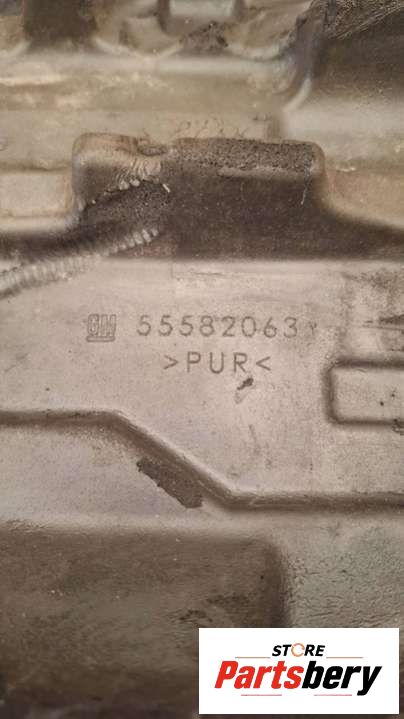 GM 55582063
>PUR<
STORE
Partsbery